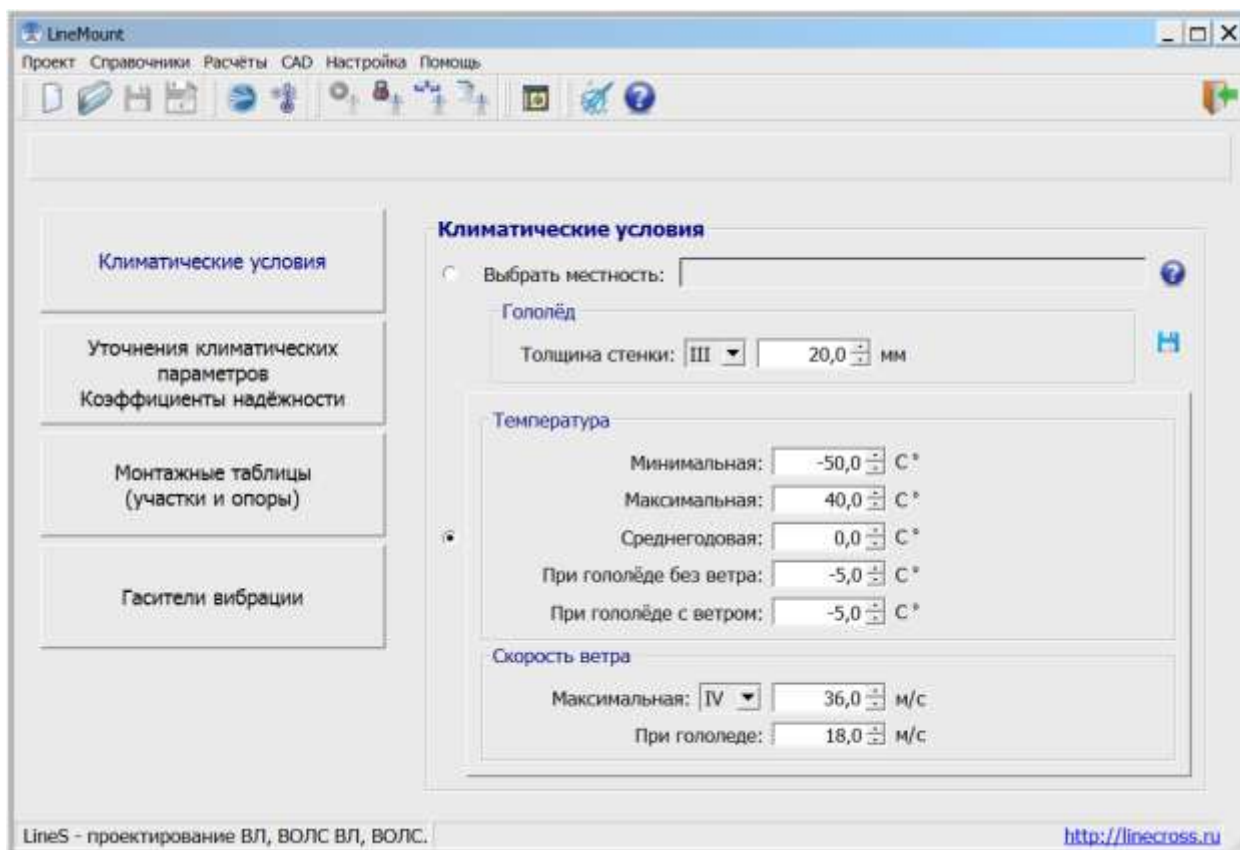 LineMount
Проект Справочники Расчёты CAD Настройка Помощь
Климатические условия
Уточнения климатических
параметров
Коэффициенты надёжности
Монтажные таблицы
(участки и опоры)
Гасители вибрации
Климатические условия
Выбрать местность:
Гололёд
Толщина стенки: III 20,0 мм
Температура
Минимальная: -50,0 С °
Максимальная: 40,0 С °
Среднегодовая: 0,0 С °
При гололёде без ветра: -5,0 С °
При гололёде с ветром: -5,0 С °
Скорость ветра
Максимальная: IV 36,0 м/с
При гололеде: 18,0 м/с
LineS - проектирование ВЛ, ВОЛС ВЛ, ВОЛС.
http://linecross.ru